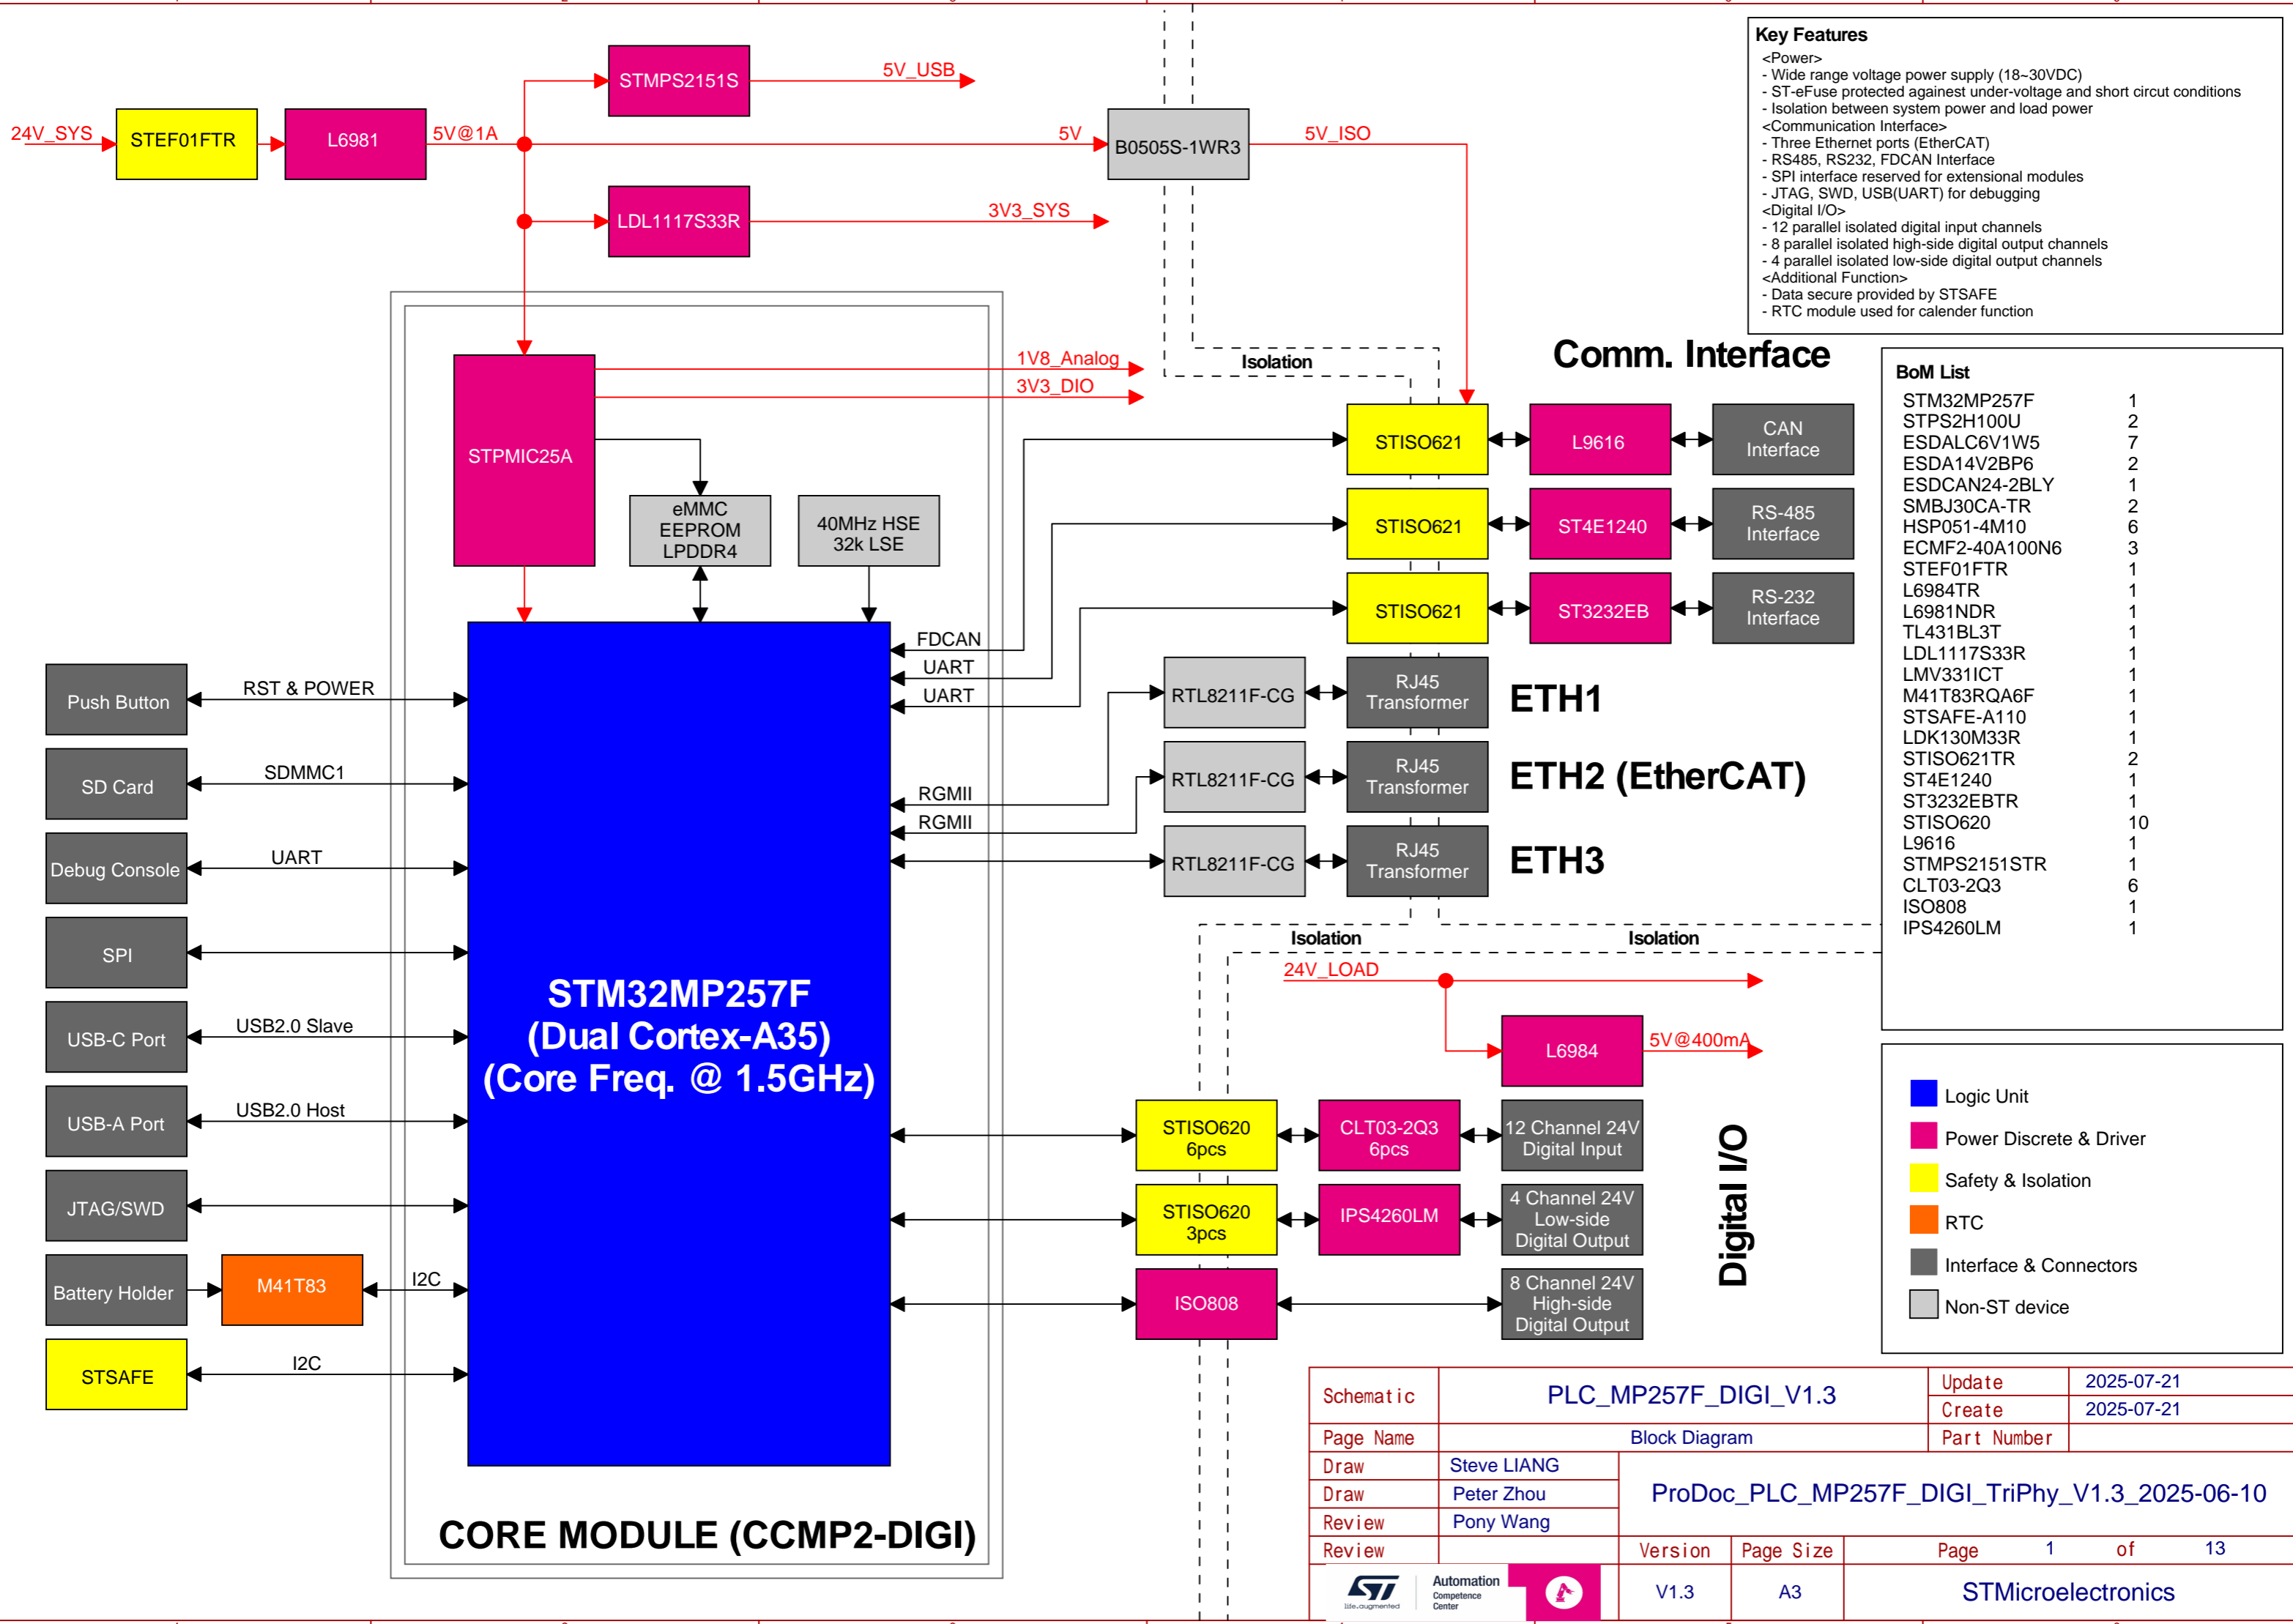 24V_SYS
STEF01FTR
L6981
5V@1A
STMPS2151S
5V_USB
5V
B0505S-1WR3
5V_ISO
LDL1117S33R
3V3_SYS
Key Features
<Power>
- Wide range voltage power supply (18~30VDC)
- ST-eFuse protected againest under-voltage and short circut conditions
- Isolation between system power and load power
<Communication Interface>
- Three Ethernet ports (EtherCAT)
- RS485, RS232, FDCAN Interface
- SPI interface reserved for extensional modules
- JTAG, SWD, USB(UART) for debugging
<Digital I/O>
- 12 parallel isolated digital input channels
- 8 parallel isolated high-side digital output channels
- 4 parallel isolated low-side digital output channels
<Additional Function>
- Data secure provided by STSAFE
- RTC module used for calender function
STPMIC25A
1V8_Analog
3V3_DIO
Isolation
eMMC
EEPROM
LPDDR4
40MHz HSE
32k LSE
Comm. Interface
STISO621
L9616
CAN
Interface
STISO621
ST4E1240
RS-485
Interface
STISO621
ST3232EB
RS-232
Interface
FDCAN
UART
UART
RTL8211F-CG
RJ45
Transformer
ETH1
RGMII
RTL8211F-CG
RJ45
Transformer
ETH2 (EtherCAT)
RGMII
RTL8211F-CG
RJ45
Transformer
ETH3
Push Button
RST & POWER
SD Card
SDMMC1
Debug Console
UART
SPI
USB-C Port
USB2.0 Slave
USB-A Port
USB2.0 Host
JTAG/SWD
Battery Holder
M41T83
I2C
STSAFE
I2C
STM32MP257F
(Dual Cortex-A35)
(Core Freq. @ 1.5GHz)
CORE MODULE (CCMP2-DIGI)
Isolation
Isolation
24V_LOAD
L6984
5V@400mA
STISO620
6pcs
CLT03-2Q3
6pcs
12 Channel 24V
Digital Input
STISO620
3pcs
IPS4260LM
4 Channel 24V
Low-side
Digital Output
ISO808
8 Channel 24V
High-side
Digital Output
Digital I/O
BoM List
STM32MP257F 1
STPS2H100U 2
ESDALC6V1W5 7
ESDA14V2BP6 2
ESDCAN24-2BLY 1
SMBJ30CA-TR 2
HSP051-4M10 6
ECMF2-40A100N6 3
STEF01FTR 1
L6984TR 1
L6981NDR 1
TL431BL3T 1
LDL1117S33R 1
LMV331ICT 1
M41T83RQA6F 1
STSAFE-A110 1
LDK130M33R 1
STISO621TR 2
ST4E1240 1
ST3232EBTR 1
STISO620 10
L9616 1
STMPS2151STR 1
CLT03-2Q3 6
ISO808 1
IPS4260LM 1
Logic Unit
Power Discrete & Driver
Safety & Isolation
RTC
Interface & Connectors
Non-ST device
Schematic PLC_MP257F_DIGI_V1.3 Update 2025-07-21
Create 2025-07-21
Page Name Block Diagram Part Number
Draw Steve LIANG
Draw Peter Zhou ProDoc_PLC_MP257F_DIGI_TriPhy_V1.3_2025-06-10
Review Pony Wang
Review Version Page Size Page 1 of 13
V1.3 A3 STMicroelectronics
ST
life.augmented
Automation
Competence
Center